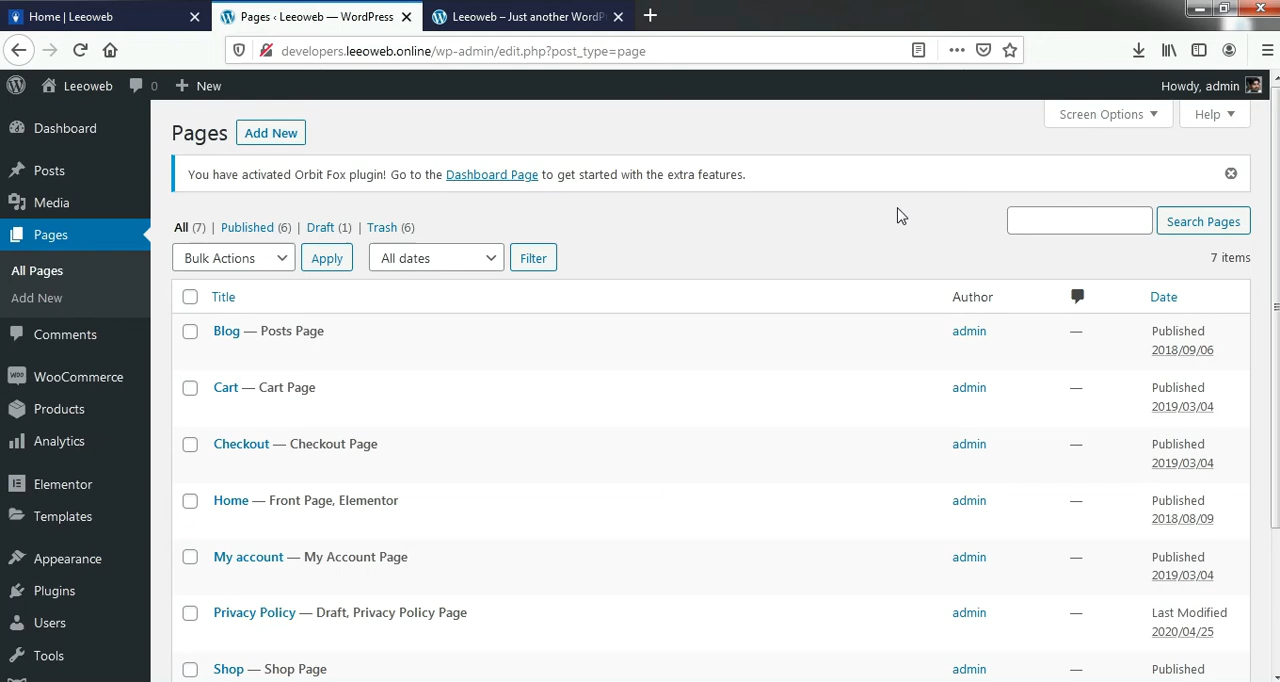 Home | Leeoweb
Pages ‹ Leeoweb — WordPress
Leeoweb – Just another WordP
developers.leeoweb.online/wp-admin/edit.php?post_type=page
Leeoweb
0
New
Howdy, admin
Screen Options
Help
Dashboard
Posts
Media
Pages
All Pages
Add New
Comments
WooCommerce
Products
Analytics
Elementor
Templates
Appearance
Plugins
Users
Tools
Pages
Add New
You have activated Orbit Fox plugin! Go to the Dashboard Page to get started with the extra features.
All (7) | Published (6) | Draft (1) | Trash (6)
Search Pages
Bulk Actions
Apply
All dates
Filter
7 items
Title
Author
Date
Blog — Posts Page
admin
—
Published
2018/09/06
Cart — Cart Page
admin
—
Published
2019/03/04
Checkout — Checkout Page
admin
—
Published
2019/03/04
Home — Front Page, Elementor
admin
—
Published
2018/08/09
My account — My Account Page
admin
—
Published
2019/03/04
Privacy Policy — Draft, Privacy Policy Page
admin
—
Last Modified
2020/04/25
Shop — Shop Page
admin
—
Published